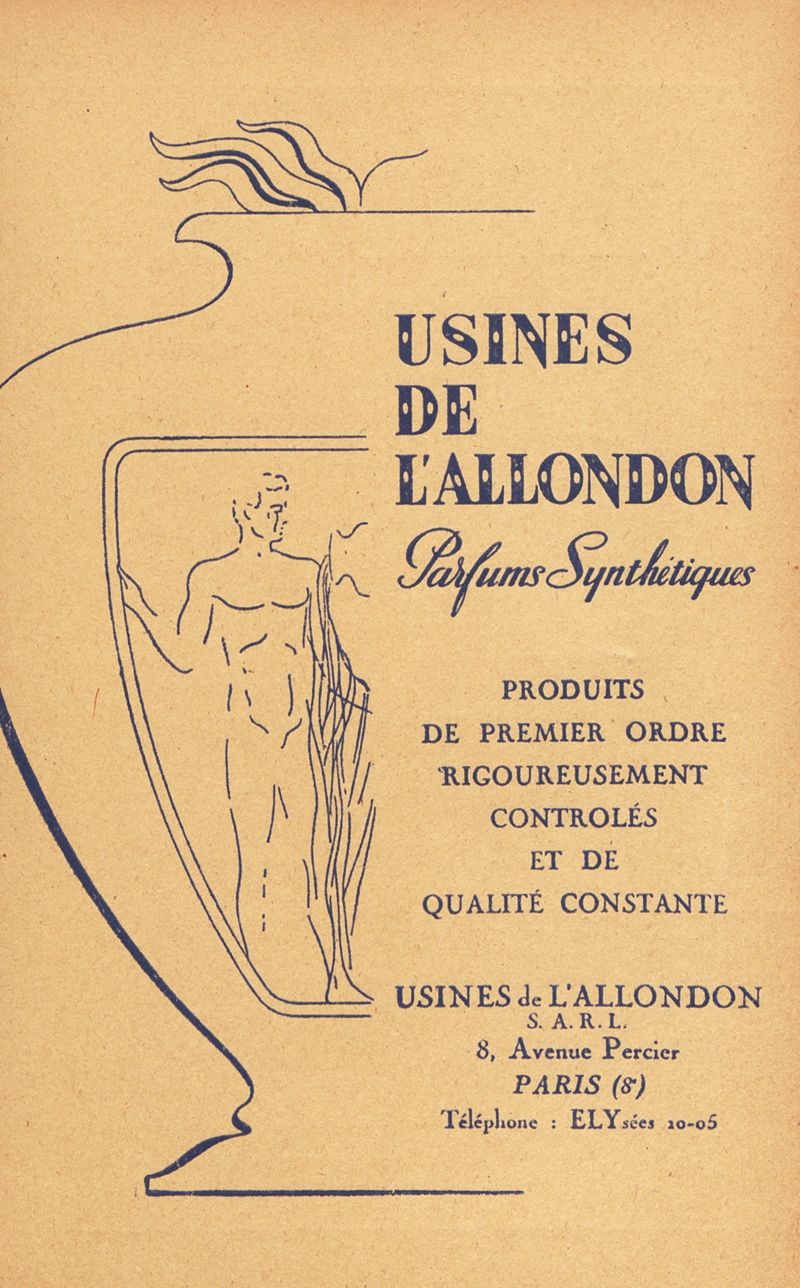 USINES
DE
L'ALLONDON
Parfums Synthétiques
PRODUITS
DE PREMIER ORDRE
RIGOUREUSEMENT
CONTROLÉS
ET DE
QUALITÉ CONSTANTE
USINES de L'ALLONDON
S. A. R. L.
8, Avenue Percier
PARIS (8e)
Téléphone : ELYsées 10-05